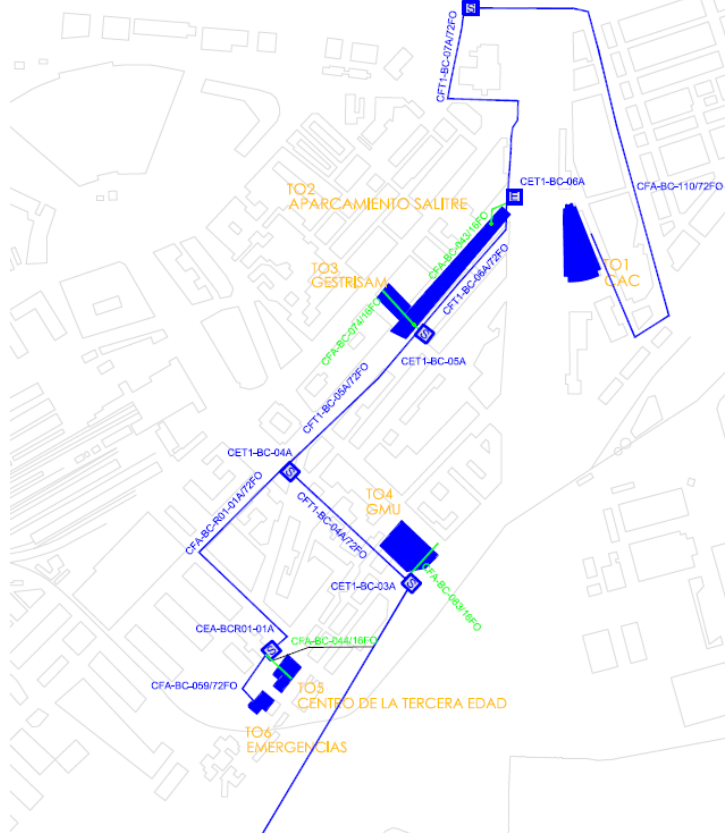 CFT1-BC-07A/72FO
CET1-BC-06A
CFA-BC-110/72FO
TO2
APARCAMIENTO SALITRE
CFA-BC-043/16FO
CFT1-BC-06A/72FO
TO1
CAC
TO3
GESTRISAM
CFA-BC-074/16FO
CET1-BC-05A
CFT1-BC-05A/72FO
CET1-BC-04A
CFA-BC-R01-01A/72FO
CFT1-BC-04A/72FO
TO4
GMU
CET1-BC-03A
CFA-BC-063/16FO
CEA-BCR01-01A
CFA-BC-044/16FO
CFA-BC-059/72FO
TO5
CENTRO DE LA TERCERA EDAD
TO6
EMERGENCIAS